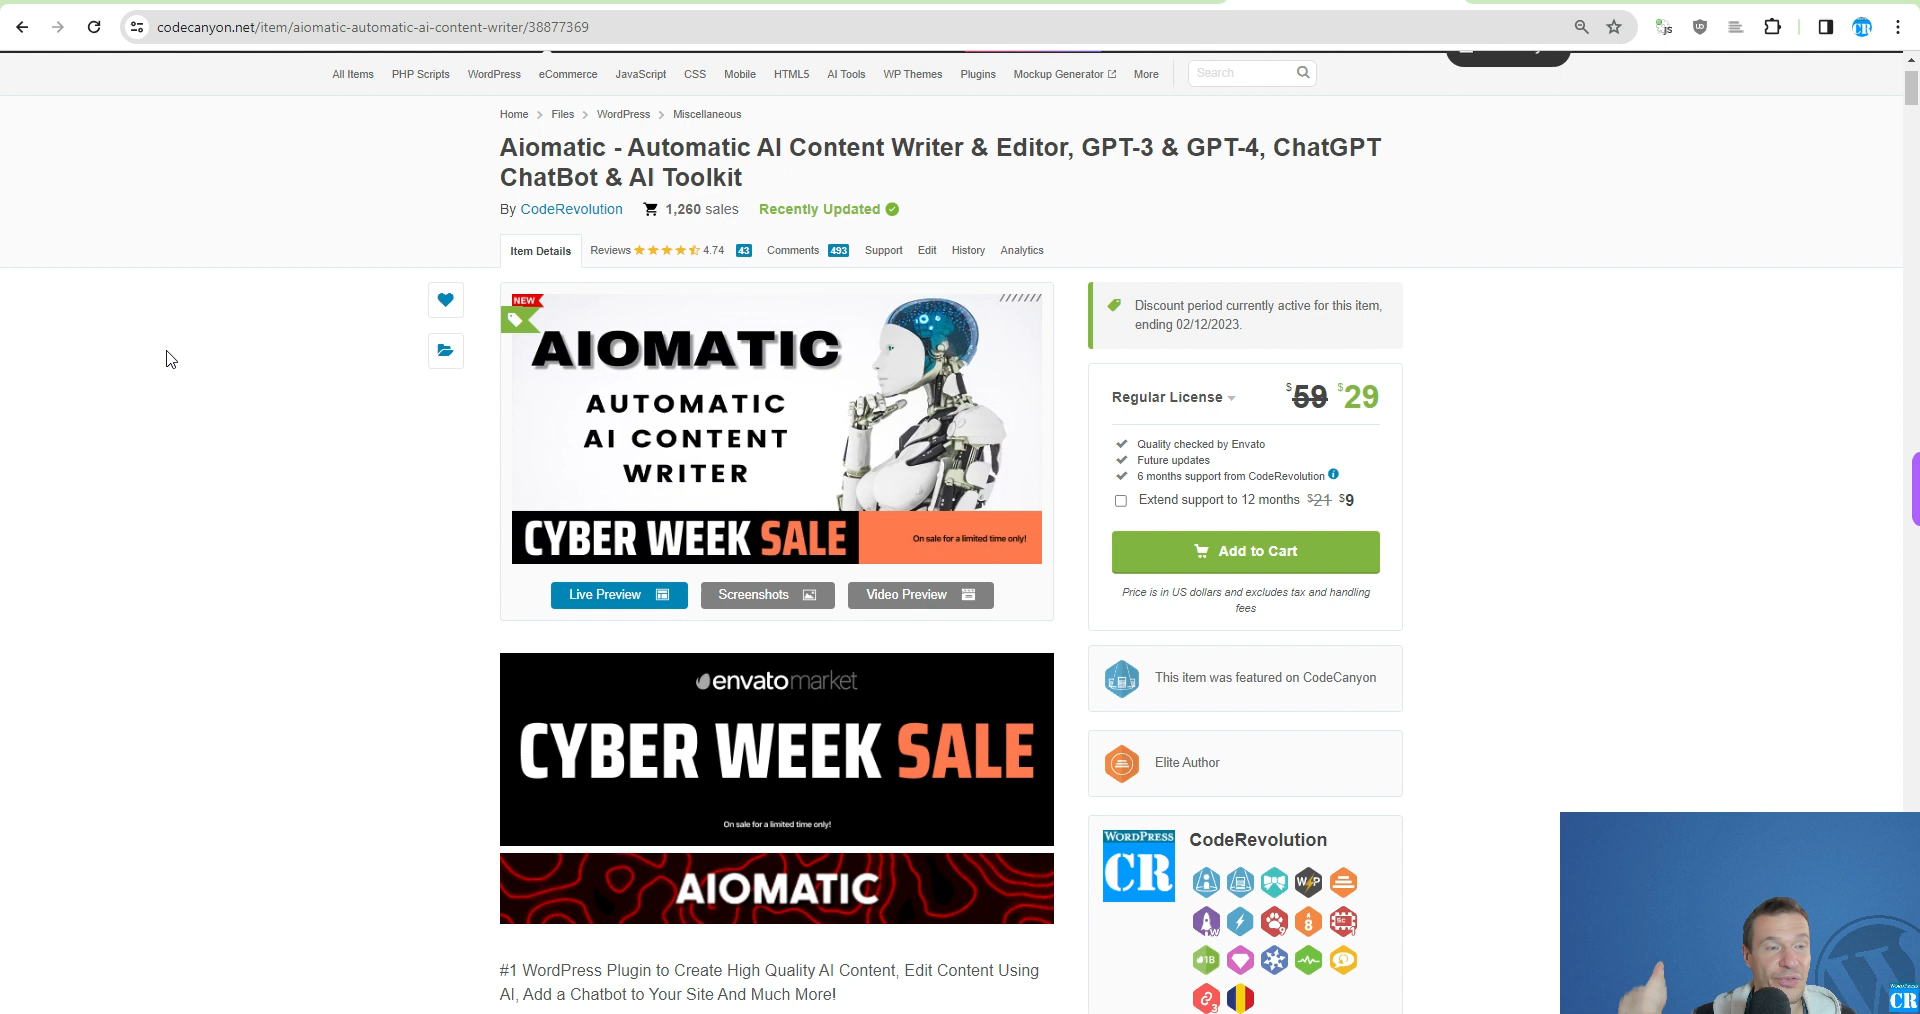 codecanyon.net/item/aiomatic-automatic-ai-content-writer/38877369
All Items PHP Scripts WordPress eCommerce JavaScript CSS Mobile HTML5 AI Tools WP Themes Plugins Mockup Generator More Search
Home Files WordPress Miscellaneous
Aiomatic - Automatic AI Content Writer & Editor, GPT-3 & GPT-4, ChatGPT
ChatBot & AI Toolkit
By CodeRevolution 1,260 sales Recently Updated
Item Details Reviews 4.74 43 Comments 493 Support Edit History Analytics
NEW
AIOMATIC
AUTOMATIC
AI CONTENT
WRITER
CYBER WEEK SALE On sale for a limited time only!
Live Preview Screenshots Video Preview
envatomarket
CYBER WEEK SALE
On sale for a limited time only!
AIOMATIC
#1 WordPress Plugin to Create High Quality AI Content, Edit Content Using
AI, Add a Chatbot to Your Site And Much More!
Discount period currently active for this item,
ending 02/12/2023.
Regular License $59 $29
Quality checked by Envato
Future updates
6 months support from CodeRevolution
Extend support to 12 months $21 $9
Add to Cart
Price is in US dollars and excludes tax and handling
fees
This item was featured on CodeCanyon
Elite Author
WORDPRESS
CR
CodeRevolution
WP
W
9
8
1
1B
3
WORDPRESS
CR